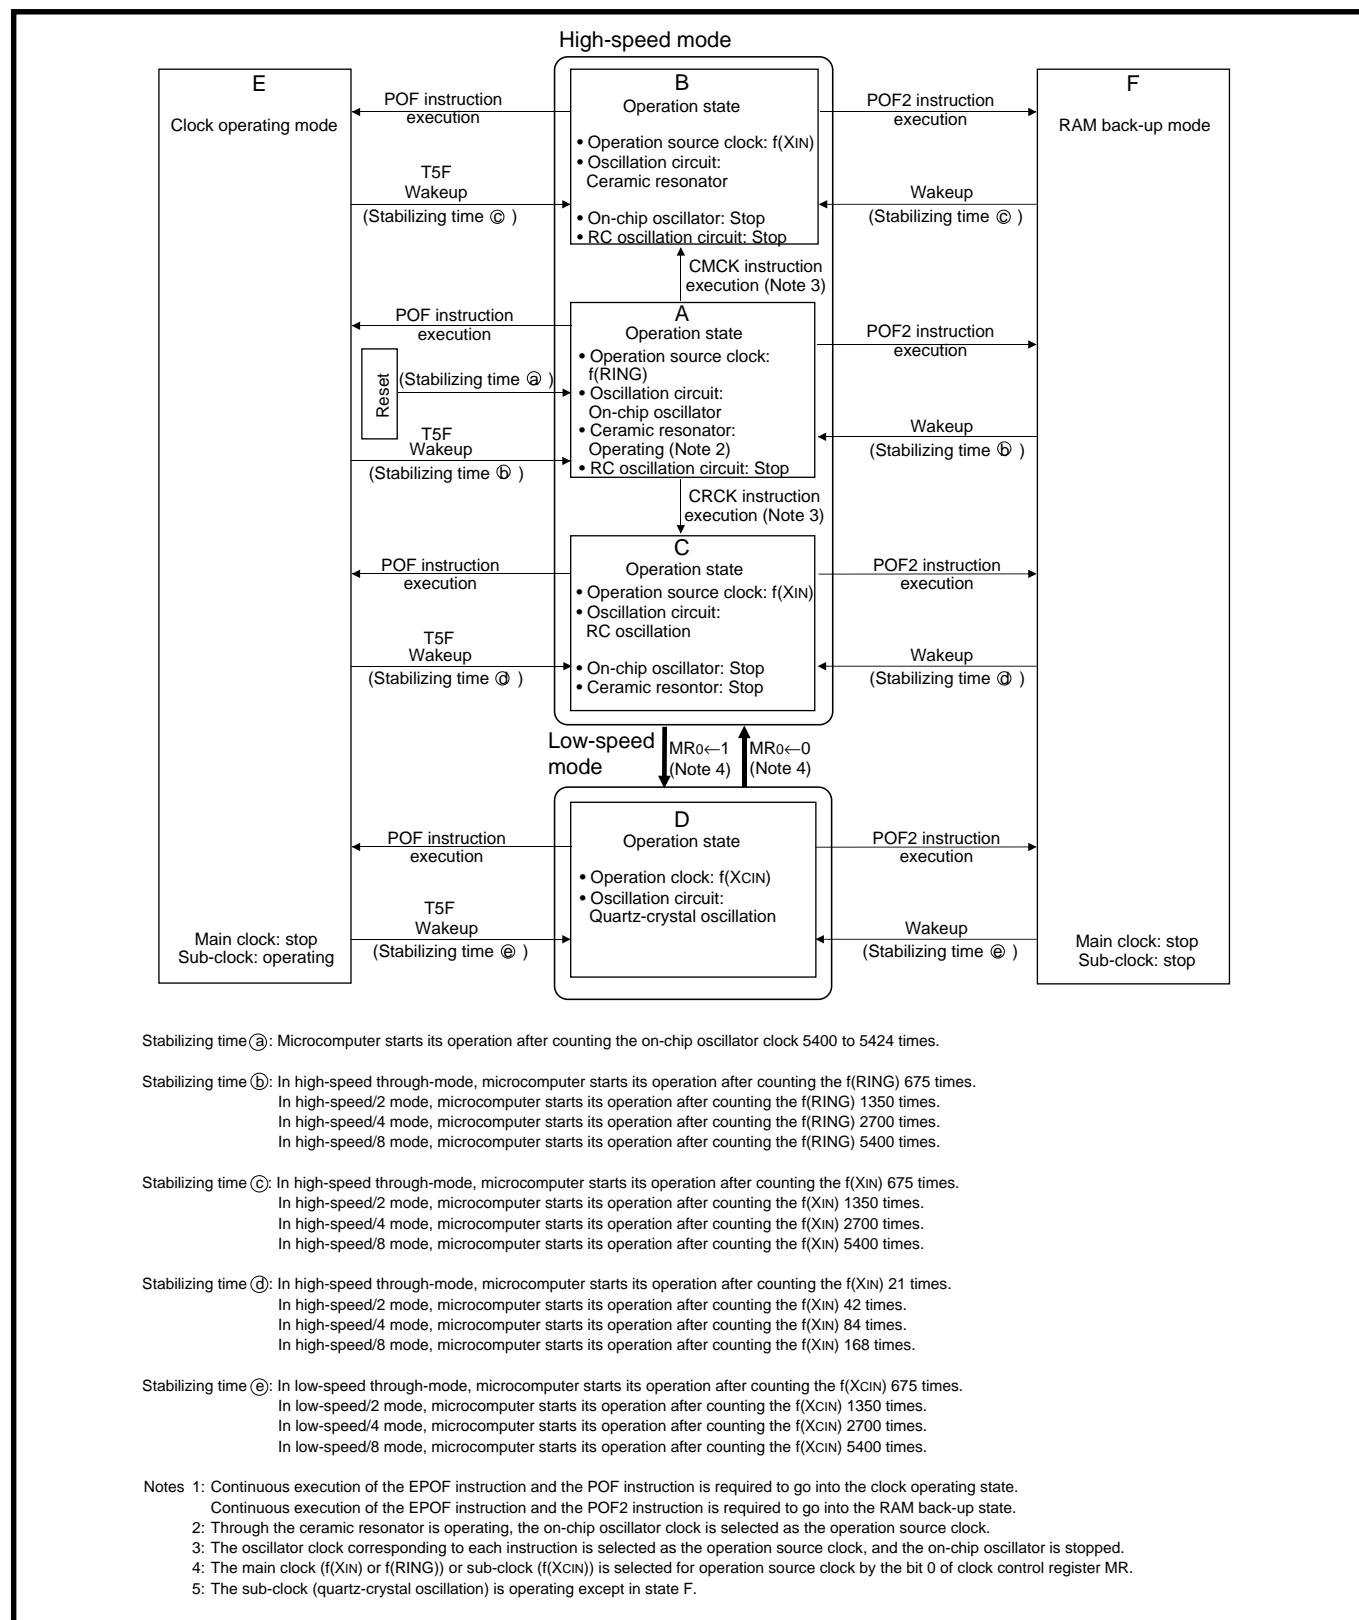 High-speed mode
E
Clock operating mode
Main clock: stop
Sub-clock: operating
POF instruction
execution
T5F
Wakeup
(Stabilizing time ⓒ )
B
Operation state
• Operation source clock: f(XIN)
• Oscillation circuit:
Ceramic resonator
• On-chip oscillator: Stop
• RC oscillation circuit: Stop
POF2 instruction
execution
Wakeup
(Stabilizing time ⓒ )
F
RAM back-up mode
Main clock: stop
Sub-clock: stop
CMCK instruction
execution (Note 3)
POF instruction
execution
Reset
(Stabilizing time ⓐ )
T5F
Wakeup
(Stabilizing time ⓑ )
A
Operation state
• Operation source clock:
f(RING)
• Oscillation circuit:
On-chip oscillator
• Ceramic resonator:
Operating (Note 2)
• RC oscillation circuit: Stop
POF2 instruction
execution
Wakeup
(Stabilizing time ⓑ )
CRCK instruction
execution (Note 3)
POF instruction
execution
T5F
Wakeup
(Stabilizing time ⓓ )
C
Operation state
• Operation source clock: f(XIN)
• Oscillation circuit:
RC oscillation
• On-chip oscillator: Stop
• Ceramic resontor: Stop
POF2 instruction
execution
Wakeup
(Stabilizing time ⓓ )
Low-speed
mode
MR0←1
(Note 4)
MR0←0
(Note 4)
POF instruction
execution
T5F
Wakeup
(Stabilizing time ⓔ )
D
Operation state
• Operation clock: f(XCIN)
• Oscillation circuit:
Quartz-crystal oscillation
POF2 instruction
execution
Wakeup
(Stabilizing time ⓔ )
Stabilizing time ⓐ: Microcomputer starts its operation after counting the on-chip oscillator clock 5400 to 5424 times.
Stabilizing time ⓑ: In high-speed through-mode, microcomputer starts its operation after counting the f(RING) 675 times.
In high-speed/2 mode, microcomputer starts its operation after counting the f(RING) 1350 times.
In high-speed/4 mode, microcomputer starts its operation after counting the f(RING) 2700 times.
In high-speed/8 mode, microcomputer starts its operation after counting the f(RING) 5400 times.
Stabilizing time ⓒ: In high-speed through-mode, microcomputer starts its operation after counting the f(XIN) 675 times.
In high-speed/2 mode, microcomputer starts its operation after counting the f(XIN) 1350 times.
In high-speed/4 mode, microcomputer starts its operation after counting the f(XIN) 2700 times.
In high-speed/8 mode, microcomputer starts its operation after counting the f(XIN) 5400 times.
Stabilizing time ⓓ: In high-speed through-mode, microcomputer starts its operation after counting the f(XIN) 21 times.
In high-speed/2 mode, microcomputer starts its operation after counting the f(XIN) 42 times.
In high-speed/4 mode, microcomputer starts its operation after counting the f(XIN) 84 times.
In high-speed/8 mode, microcomputer starts its operation after counting the f(XIN) 168 times.
Stabilizing time ⓔ: In low-speed through-mode, microcomputer starts its operation after counting the f(XCIN) 675 times.
In low-speed/2 mode, microcomputer starts its operation after counting the f(XCIN) 1350 times.
In low-speed/4 mode, microcomputer starts its operation after counting the f(XCIN) 2700 times.
In low-speed/8 mode, microcomputer starts its operation after counting the f(XCIN) 5400 times.
Notes 1: Continuous execution of the EPOF instruction and the POF instruction is required to go into the clock operating state.
Continuous execution of the EPOF instruction and the POF2 instruction is required to go into the RAM back-up state.
2: Through the ceramic resonator is operating, the on-chip oscillator clock is selected as the operation source clock.
3: The oscillator clock corresponding to each instruction is selected as the operation source clock, and the on-chip oscillator is stopped.
4: The main clock (f(XIN) or f(RING)) or sub-clock (f(XCIN)) is selected for operation source clock by the bit 0 of clock control register MR.
5: The sub-clock (quartz-crystal oscillation) is operating except in state F.